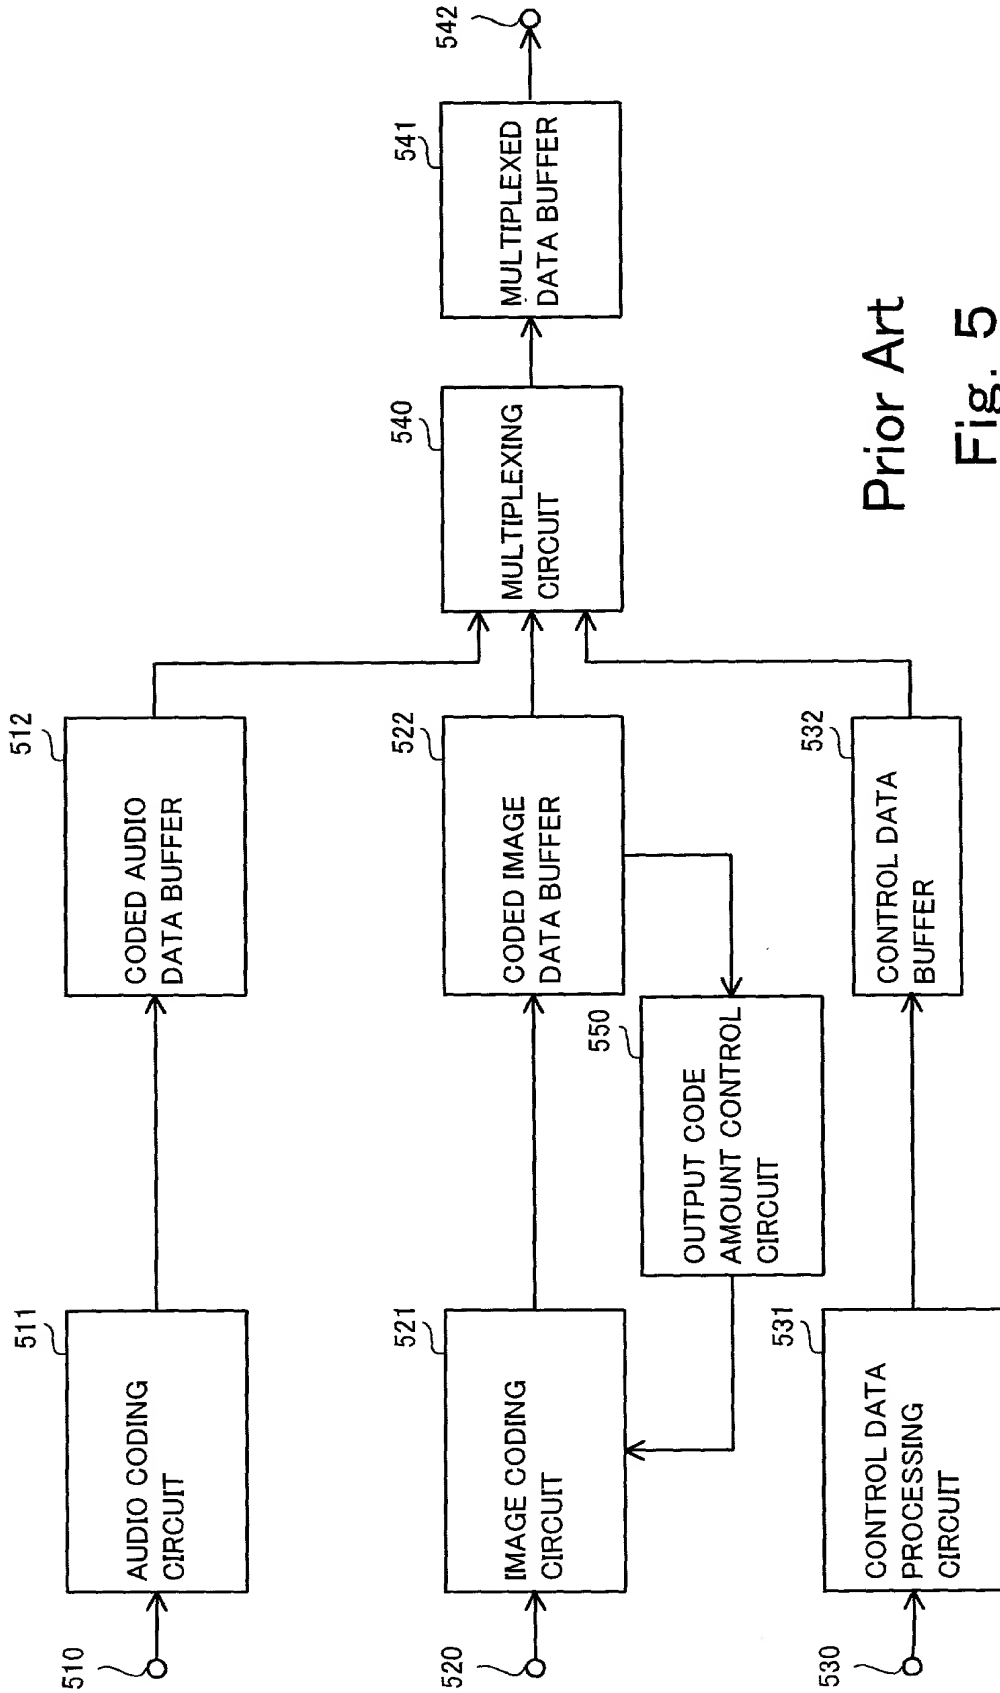 510
511
AUDIO CODING
CIRCUIT
512
CODED AUDIO
DATA BUFFER
520
521
IMAGE CODING
CIRCUIT
522
CODED IMAGE
DATA BUFFER
540
MULTIPLEXING
CIRCUIT
541
MULTIPLEXED
DATA BUFFER
542
550
OUTPUT CODE
AMOUNT CONTROL
CIRCUIT
530
531
CONTROL DATA
PROCESSING
CIRCUIT
532
CONTROL DATA
BUFFER
Prior Art
Fig. 5